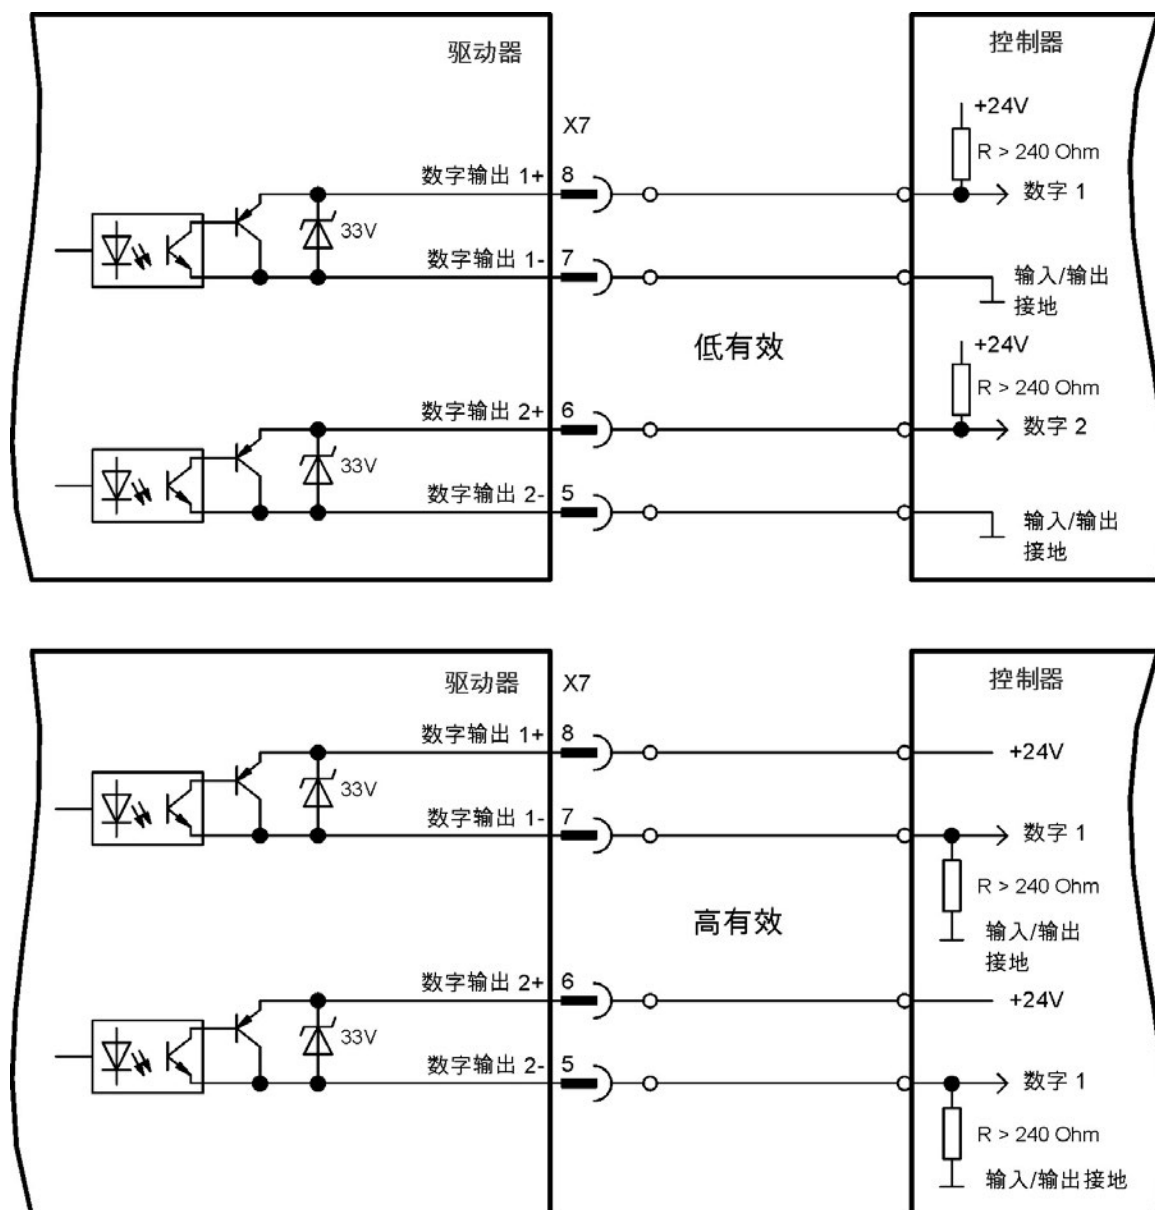 驱动器
控制器
+24V
X7
R > 240 Ohm
数字输出 1+
8
数字 1
33V
数字输出 1-
7
输入/输出
接地
低有效
+24V
R > 240 Ohm
数字输出 2+
6
数字 2
33V
数字输出 2-
5
输入/输出
接地
驱动器
X7
控制器
数字输出 1+
8
+24V
33V
数字输出 1-
7
数字 1
R > 240 Ohm
高有效
输入/输出
接地
数字输出 2+
6
+24V
33V
数字输出 2-
5
数字 1
R > 240 Ohm
输入/输出接地